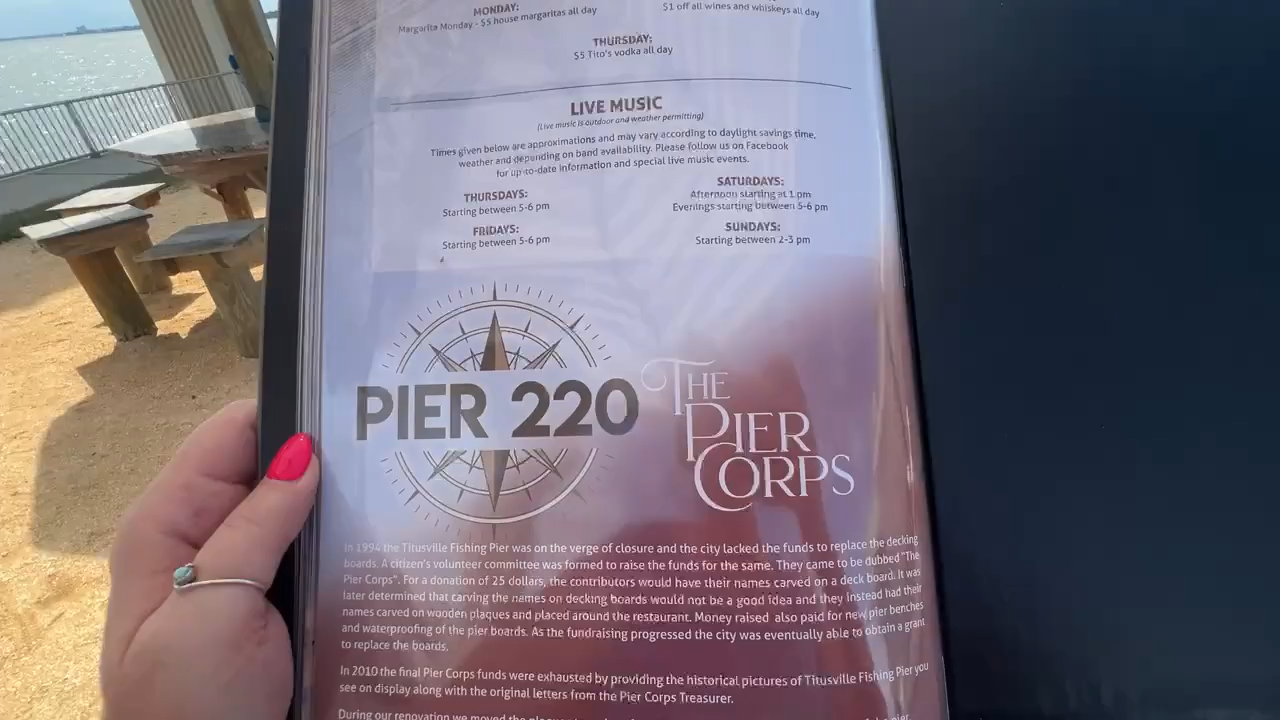 MONDAY:
Margarita Monday - $5 house margaritas all day
$1 off all wines and whiskeys all day
THURSDAY:
$5 Tito's vodka all day
LIVE MUSIC
(Live music is outdoor and weather permitting)
Times given below are approximations and may vary according to daylight savings time,
weather and depending on band availability. Please follow us on Facebook
for up-to-date information and special live music events.
THURSDAYS:
Starting between 5-6 pm
FRIDAYS:
Starting between 5-6 pm
SATURDAYS:
Afternoon starting at 1 pm
Evenings starting between 5-6 pm
SUNDAYS:
Starting between 2-3 pm
PIER 220
THE
PIER
CORPS
In 1994 the Titusville Fishing Pier was on the verge of closure and the city lacked the funds to replace the decking
boards. A citizen's volunteer committee was formed to raise the funds for the same. They came to be dubbed "The
Pier Corps". For a donation of 25 dollars, the contributors would have their names carved on a deck board. It was
later determined that carving the names on decking boards would not be a good idea and they instead had their
names carved on wooden plaques and placed around the restaurant. Money raised also paid for new pier benches
and waterproofing of the pier boards. As the fundraising progressed the city was eventually able to obtain a grant
to replace the boards.
In 2010 the final Pier Corps funds were exhausted by providing the historical pictures of Titusville Fishing Pier you
see on display along with the original letters from the Pier Corps Treasurer.
During our renovation we moved the